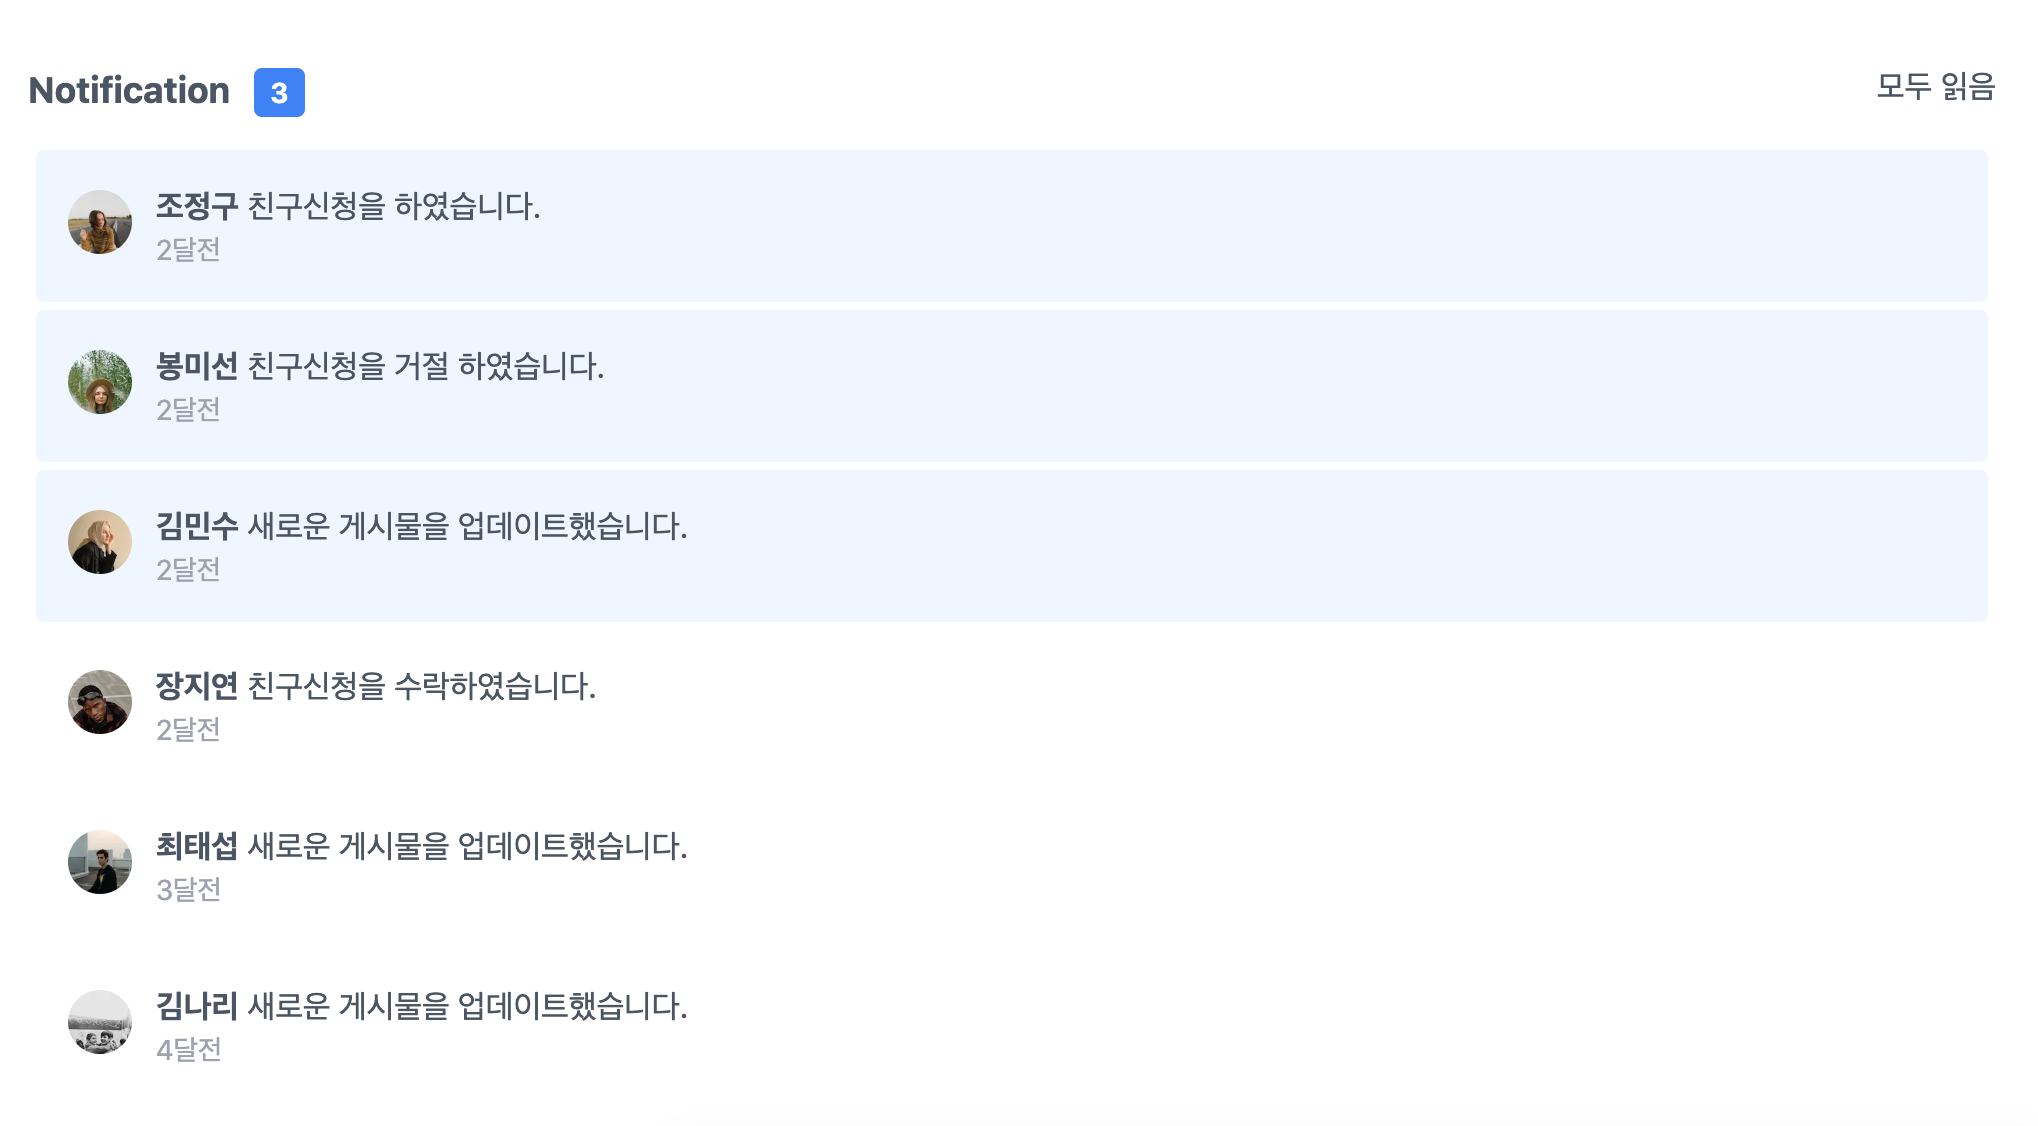 Notification 3 모두 읽음
조정구 친구신청을 하였습니다.
2달전
봉미선 친구신청을 거절 하였습니다.
2달전
김민수 새로운 게시물을 업데이트했습니다.
2달전
장지연 친구신청을 수락하였습니다.
2달전
최태섭 새로운 게시물을 업데이트했습니다.
3달전
김나리 새로운 게시물을 업데이트했습니다.
4달전